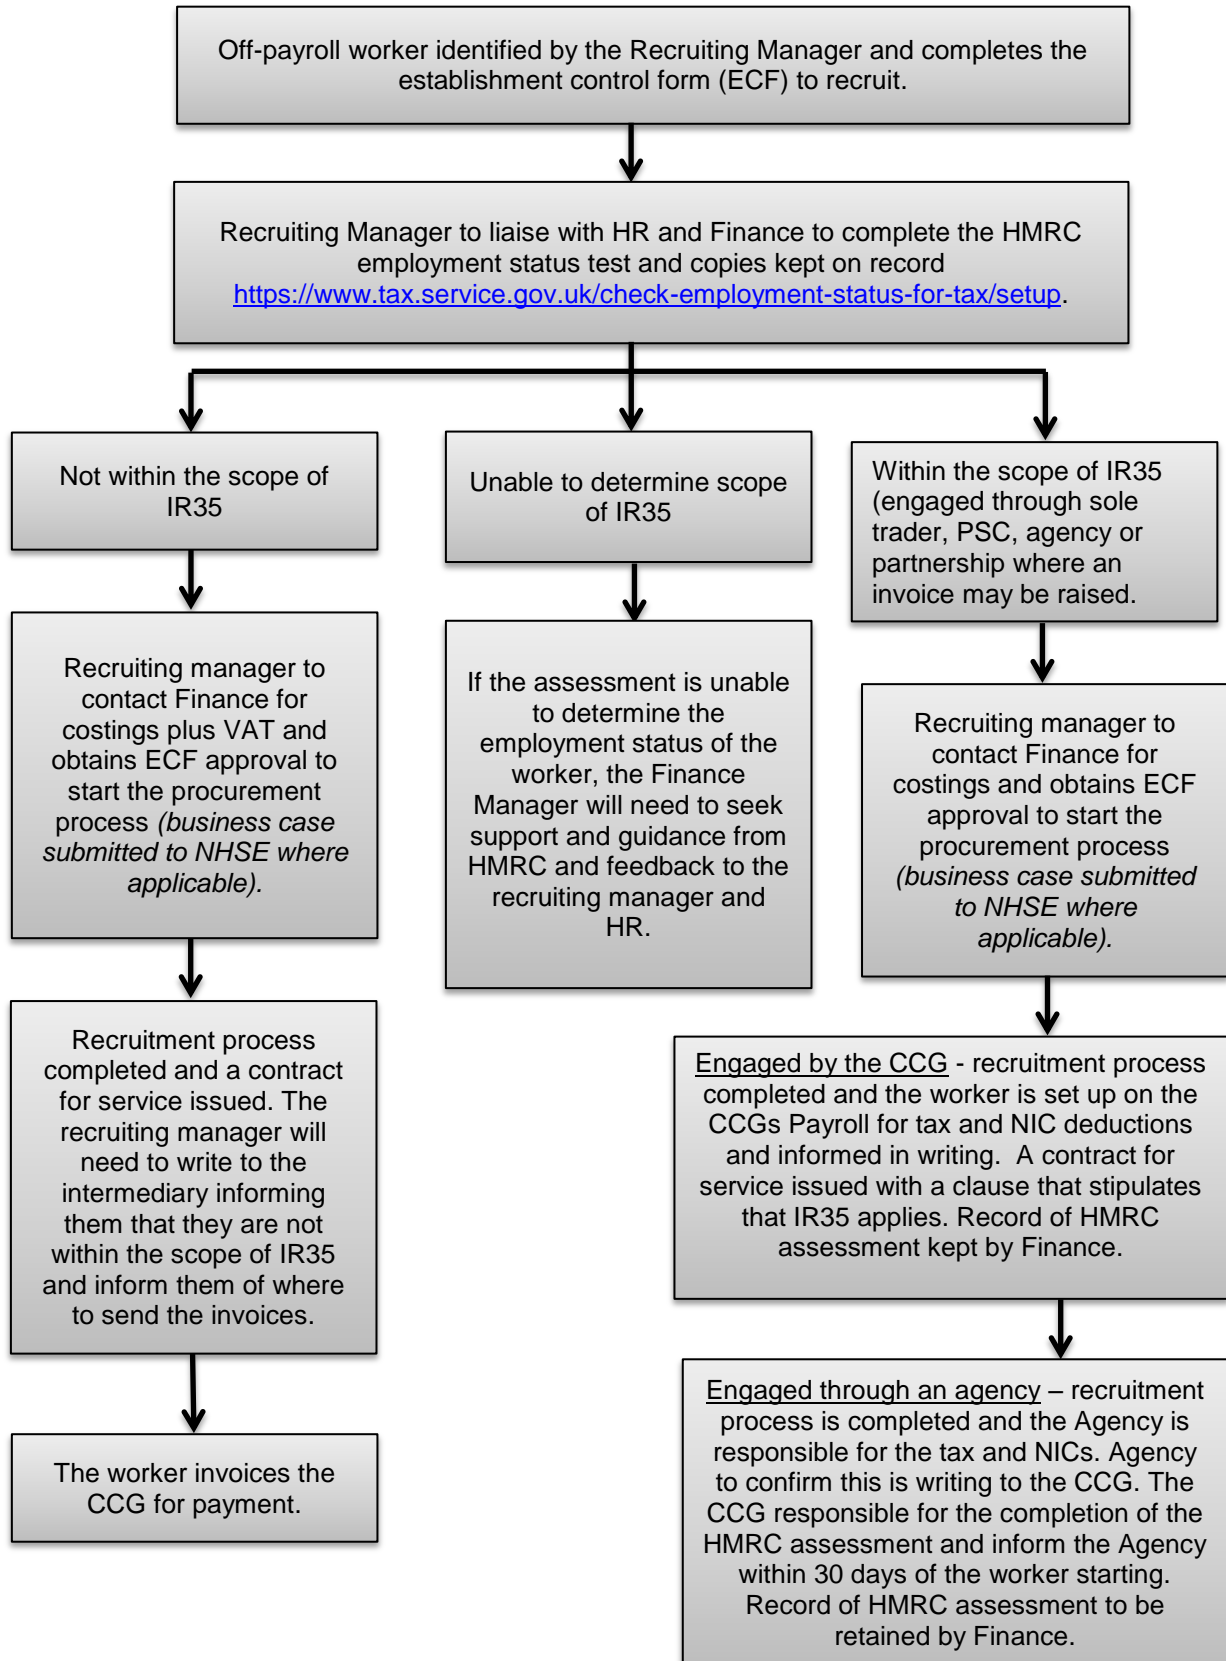 Off-payroll worker identified by the Recruiting Manager and completes the
establishment control form (ECF) to recruit.
Recruiting Manager to liaise with HR and Finance to complete the HMRC
employment status test and copies kept on record
https://www.tax.service.gov.uk/check-employment-status-for-tax/setup.
Not within the scope of
IR35
Unable to determine scope
of IR35
Within the scope of IR35
(engaged through sole
trader, PSC, agency or
partnership where an
invoice may be raised.
Recruiting manager to
contact Finance for
costings plus VAT and
obtains ECF approval to
start the procurement
process (business case
submitted to NHSE where
applicable).
If the assessment is unable
to determine the
employment status of the
worker, the Finance
Manager will need to seek
support and guidance from
HMRC and feedback to the
recruiting manager and
HR.
Recruiting manager to
contact Finance for
costings and obtains ECF
approval to start the
procurement process
(business case submitted
to NHSE where
applicable).
Recruitment process
completed and a contract
for service issued. The
recruiting manager will
need to write to the
intermediary informing
them that they are not
within the scope of IR35
and inform them of where
to send the invoices.
Engaged by the CCG - recruitment process
completed and the worker is set up on the
CCGs Payroll for tax and NIC deductions
and informed in writing.  A contract for
service issued with a clause that stipulates
that IR35 applies. Record of HMRC
assessment kept by Finance.
The worker invoices the
CCG for payment.
Engaged through an agency – recruitment
process is completed and the Agency is
responsible for the tax and NICs. Agency
to confirm this is writing to the CCG. The
CCG responsible for the completion of the
HMRC assessment and inform the Agency
within 30 days of the worker starting.
Record of HMRC assessment to be
retained by Finance.